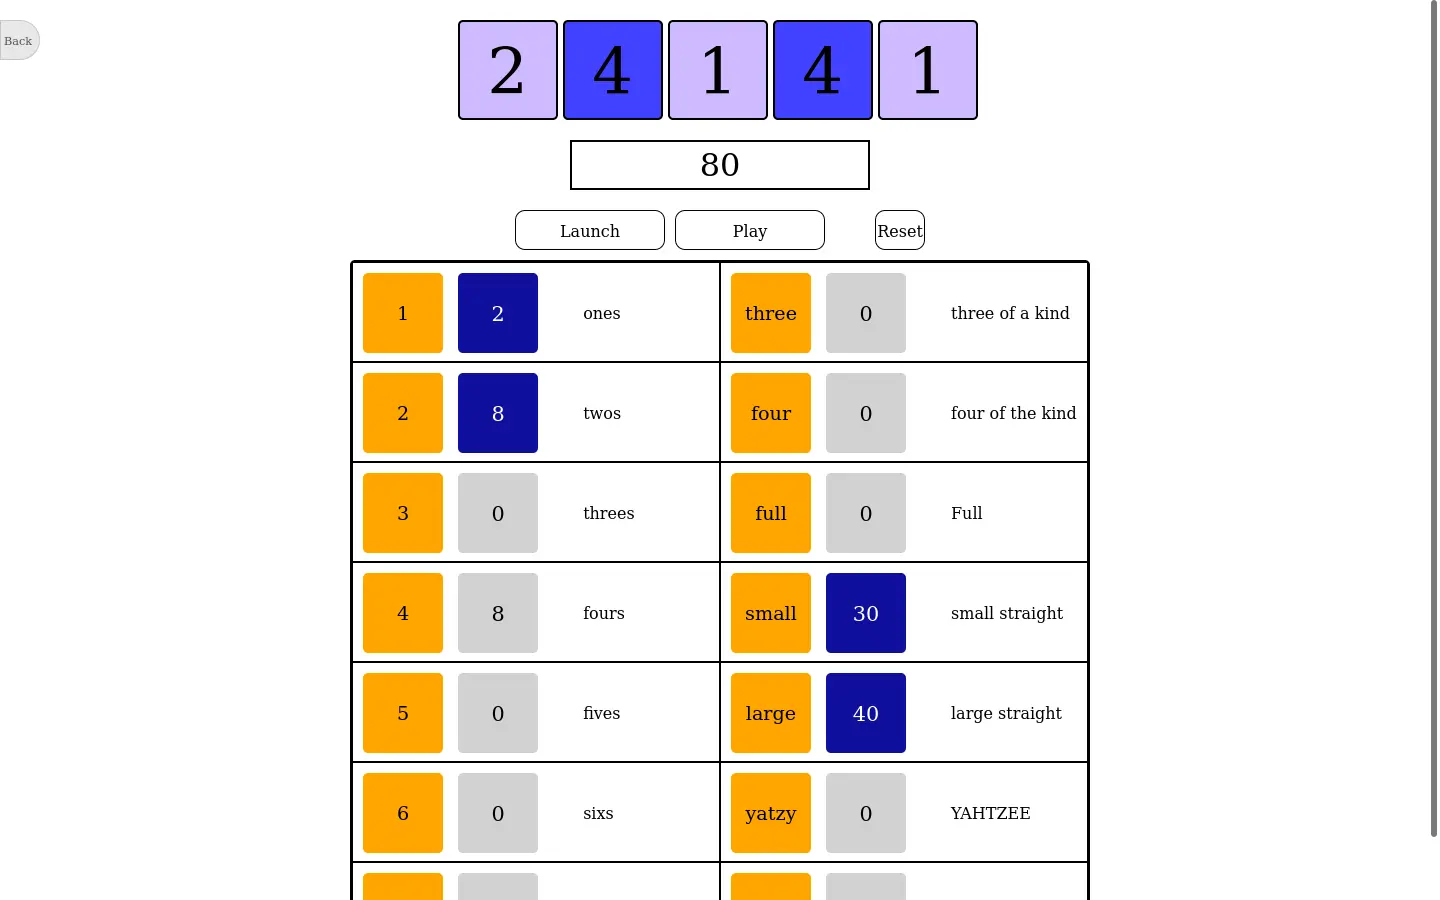 Back
2 4 1 4 1
80
Launch Play Reset
1 2 ones three 0 three of a kind
2 8 twos four 0 four of the kind
3 0 threes full 0 Full
4 8 fours small 30 small straight
5 0 fives large 40 large straight
6 0 sixs yatzy 0 YAHTZEE